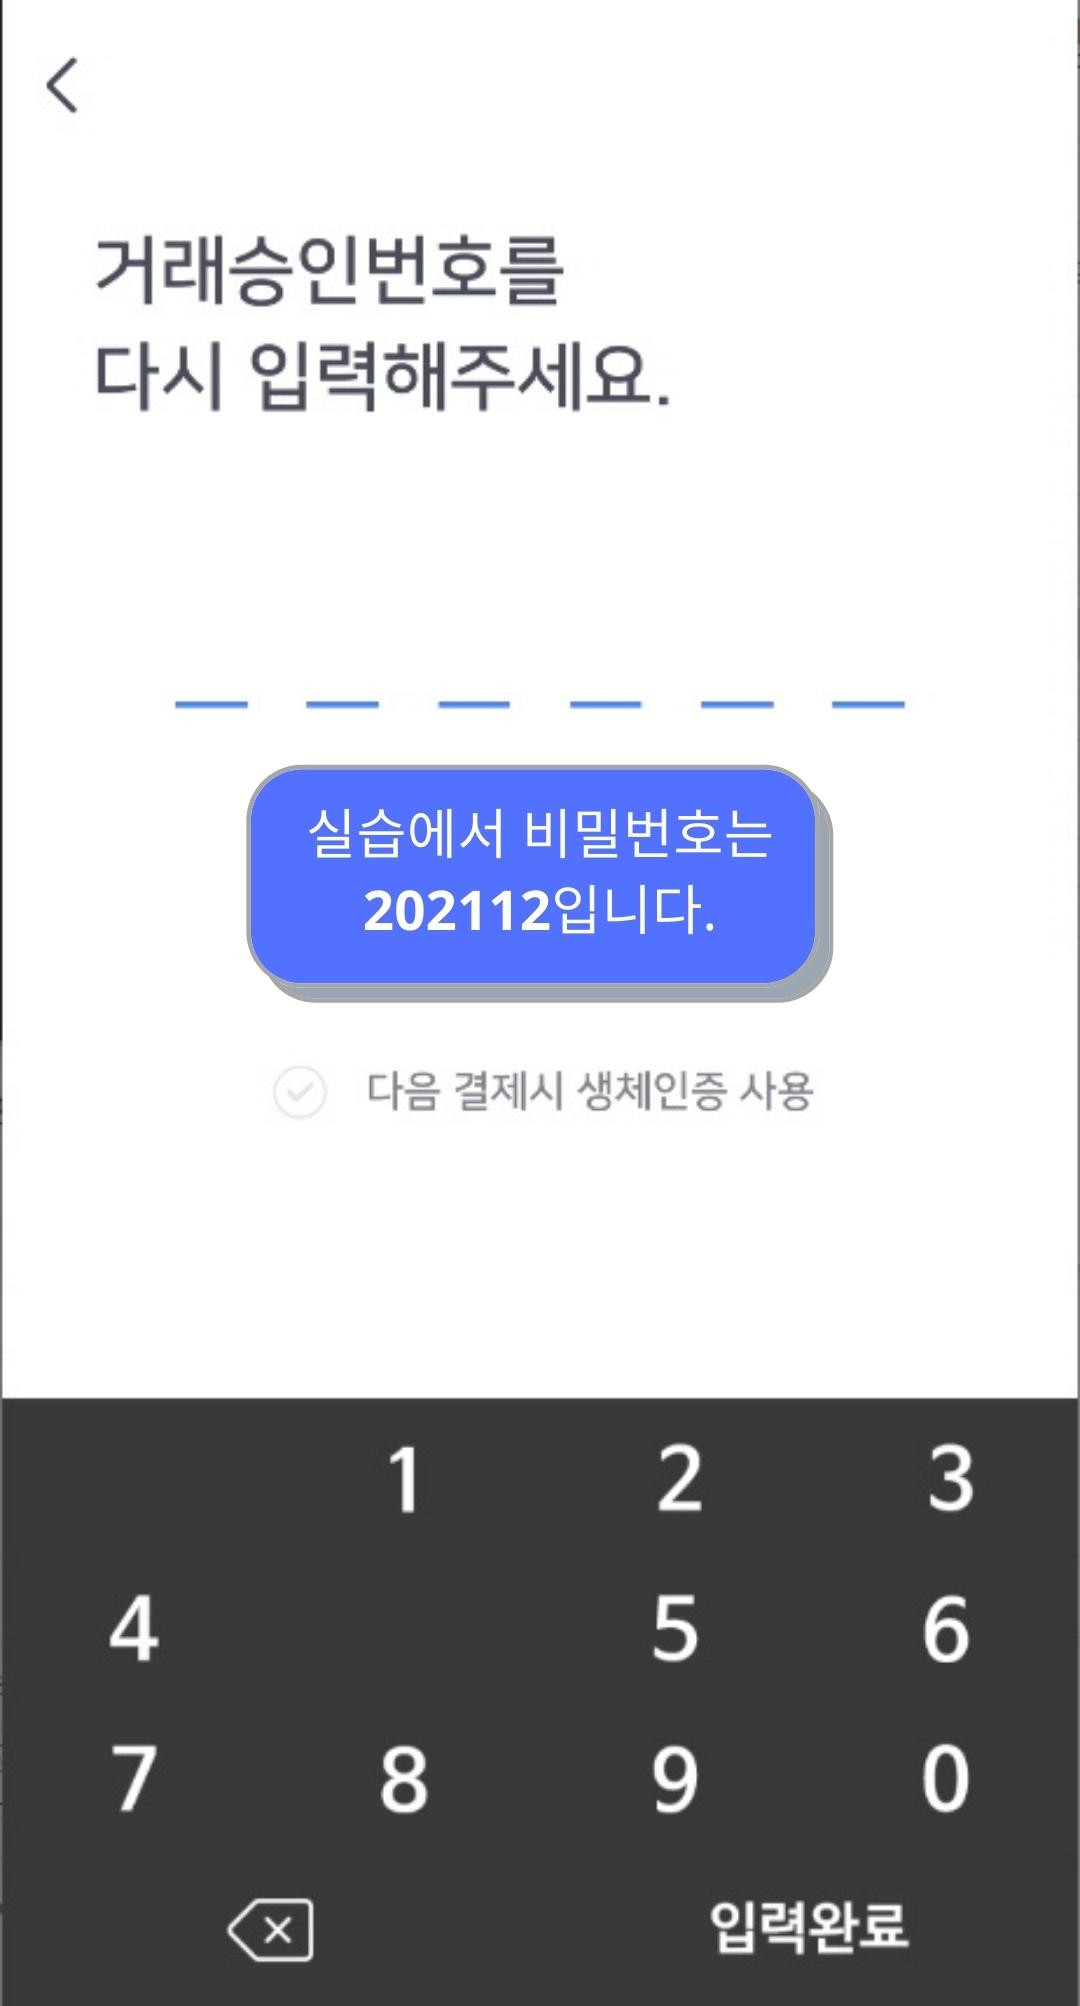 거래승인번호를
다시 입력해주세요.
실습에서 비밀번호는
202112입니다.
다음 결제시 생체인증 사용
1 2 3
4 5 6
7 8 9 0
입력완료